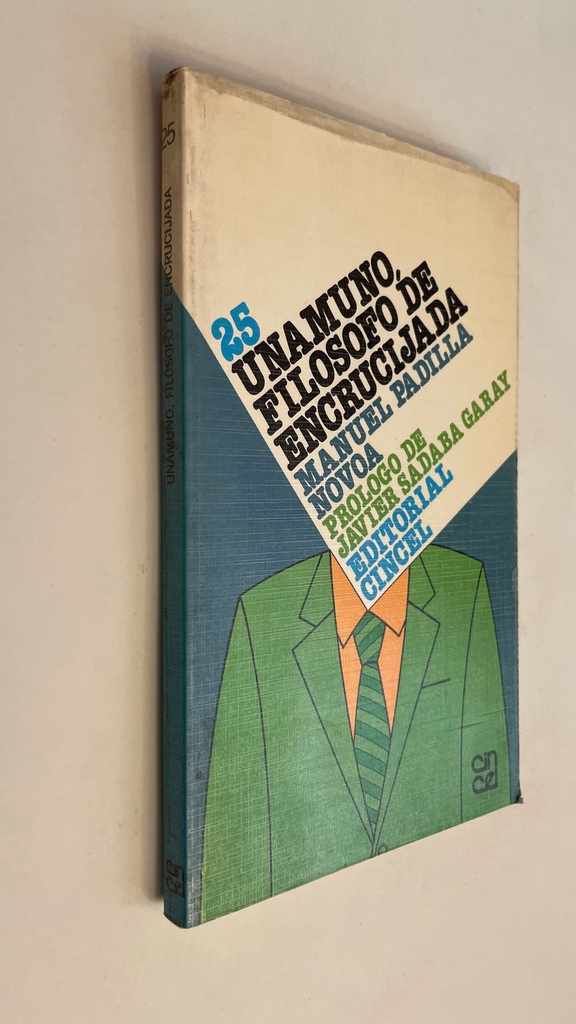 25
UNAMUNO, FILOSOFO DE ENCRUCIJADA
25
UNAMUNO,
FILOSOFO DE
ENCRUCIJADA
MANUEL PADILLA
NOVOA
PROLOGO DE
JAVIER SADABA GARAY
EDITORIAL
CINCEL